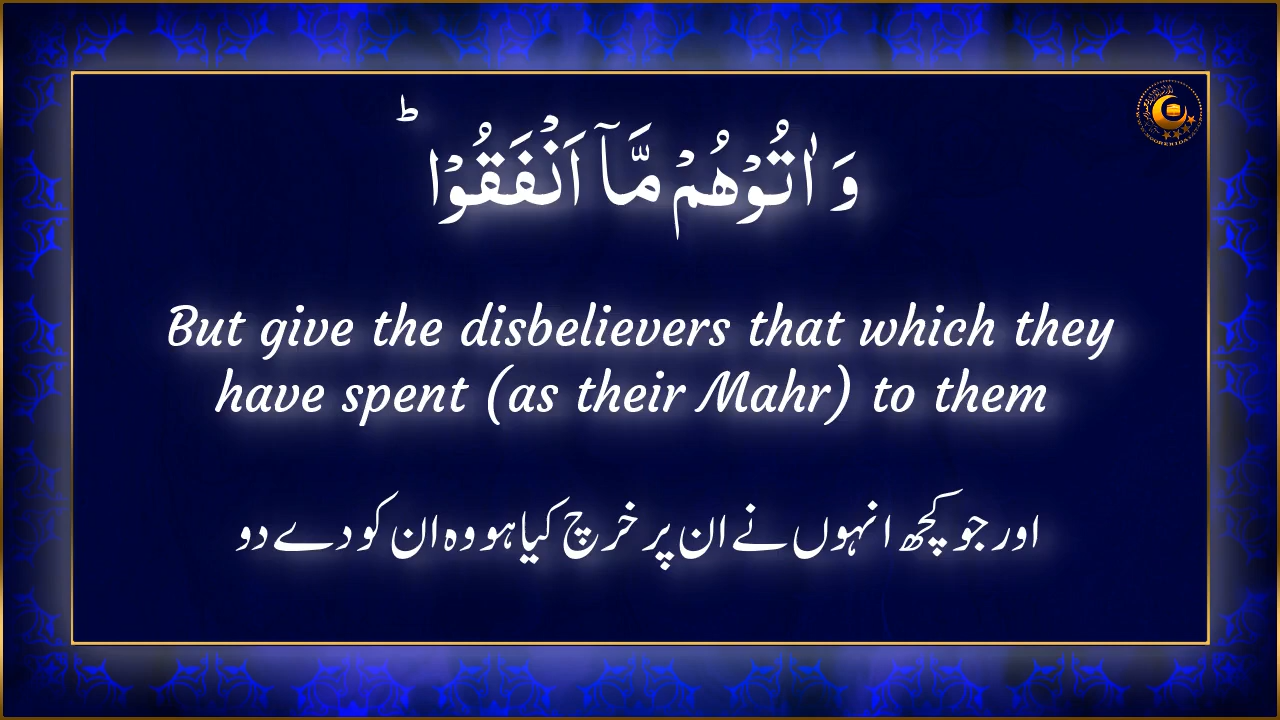 وَ اٰتُوْهُمْ مَّاۤ اَنْفَقُوْا ؕ
But give the disbelievers that which they
have spent (as their Mahr) to them
اور جو کچھ انہوں نے ان پر خرچ کیا ہو وہ ان کو دے دو